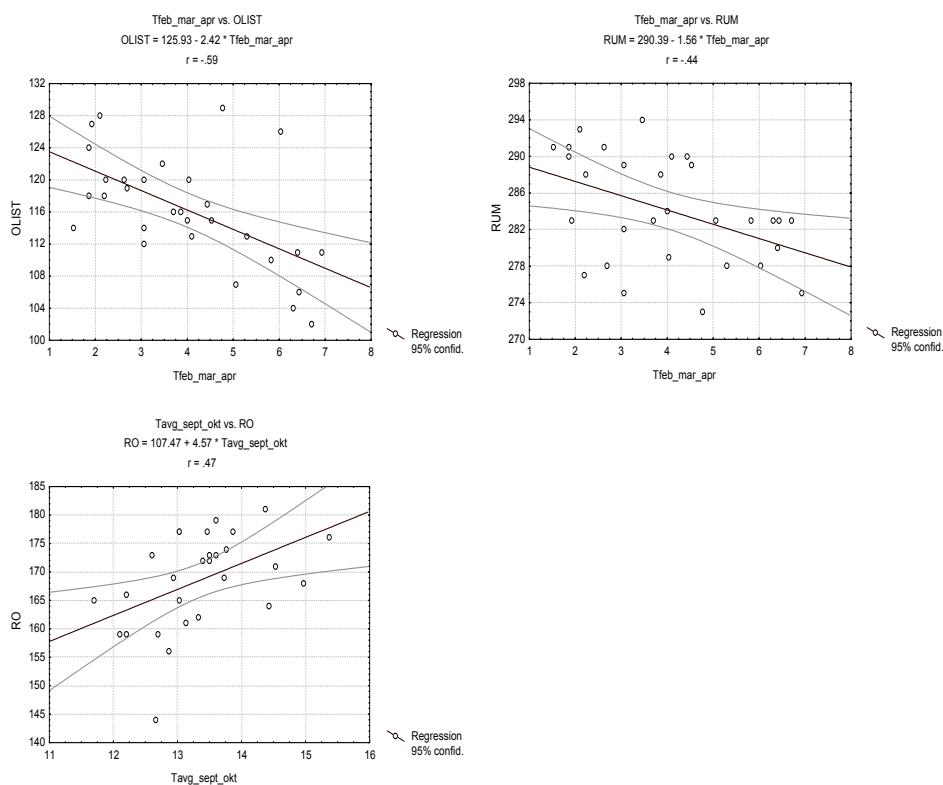 Tfeb_mar_apr vs. OLIST
OLIST = 125.93 - 2.42 * Tfeb_mar_apr
r = -.59
132
128
124
120
116
112
108
104
100
OLIST
1 2 3 4 5 6 7 8
Tfeb_mar_apr
Regression
95% confid.
Tfeb_mar_apr vs. RUM
RUM = 290.39 - 1.56 * Tfeb_mar_apr
r = -.44
298
294
290
286
282
278
274
270
RUM
1 2 3 4 5 6 7 8
Tfeb_mar_apr
Regression
95% confid.
Tavg_sept_okt vs. RO
RO = 107.47 + 4.57 * Tavg_sept_okt
r = .47
185
180
175
170
165
160
155
150
145
140
RO
11 12 13 14 15 16
Tavg_sept_okt
Regression
95% confid.